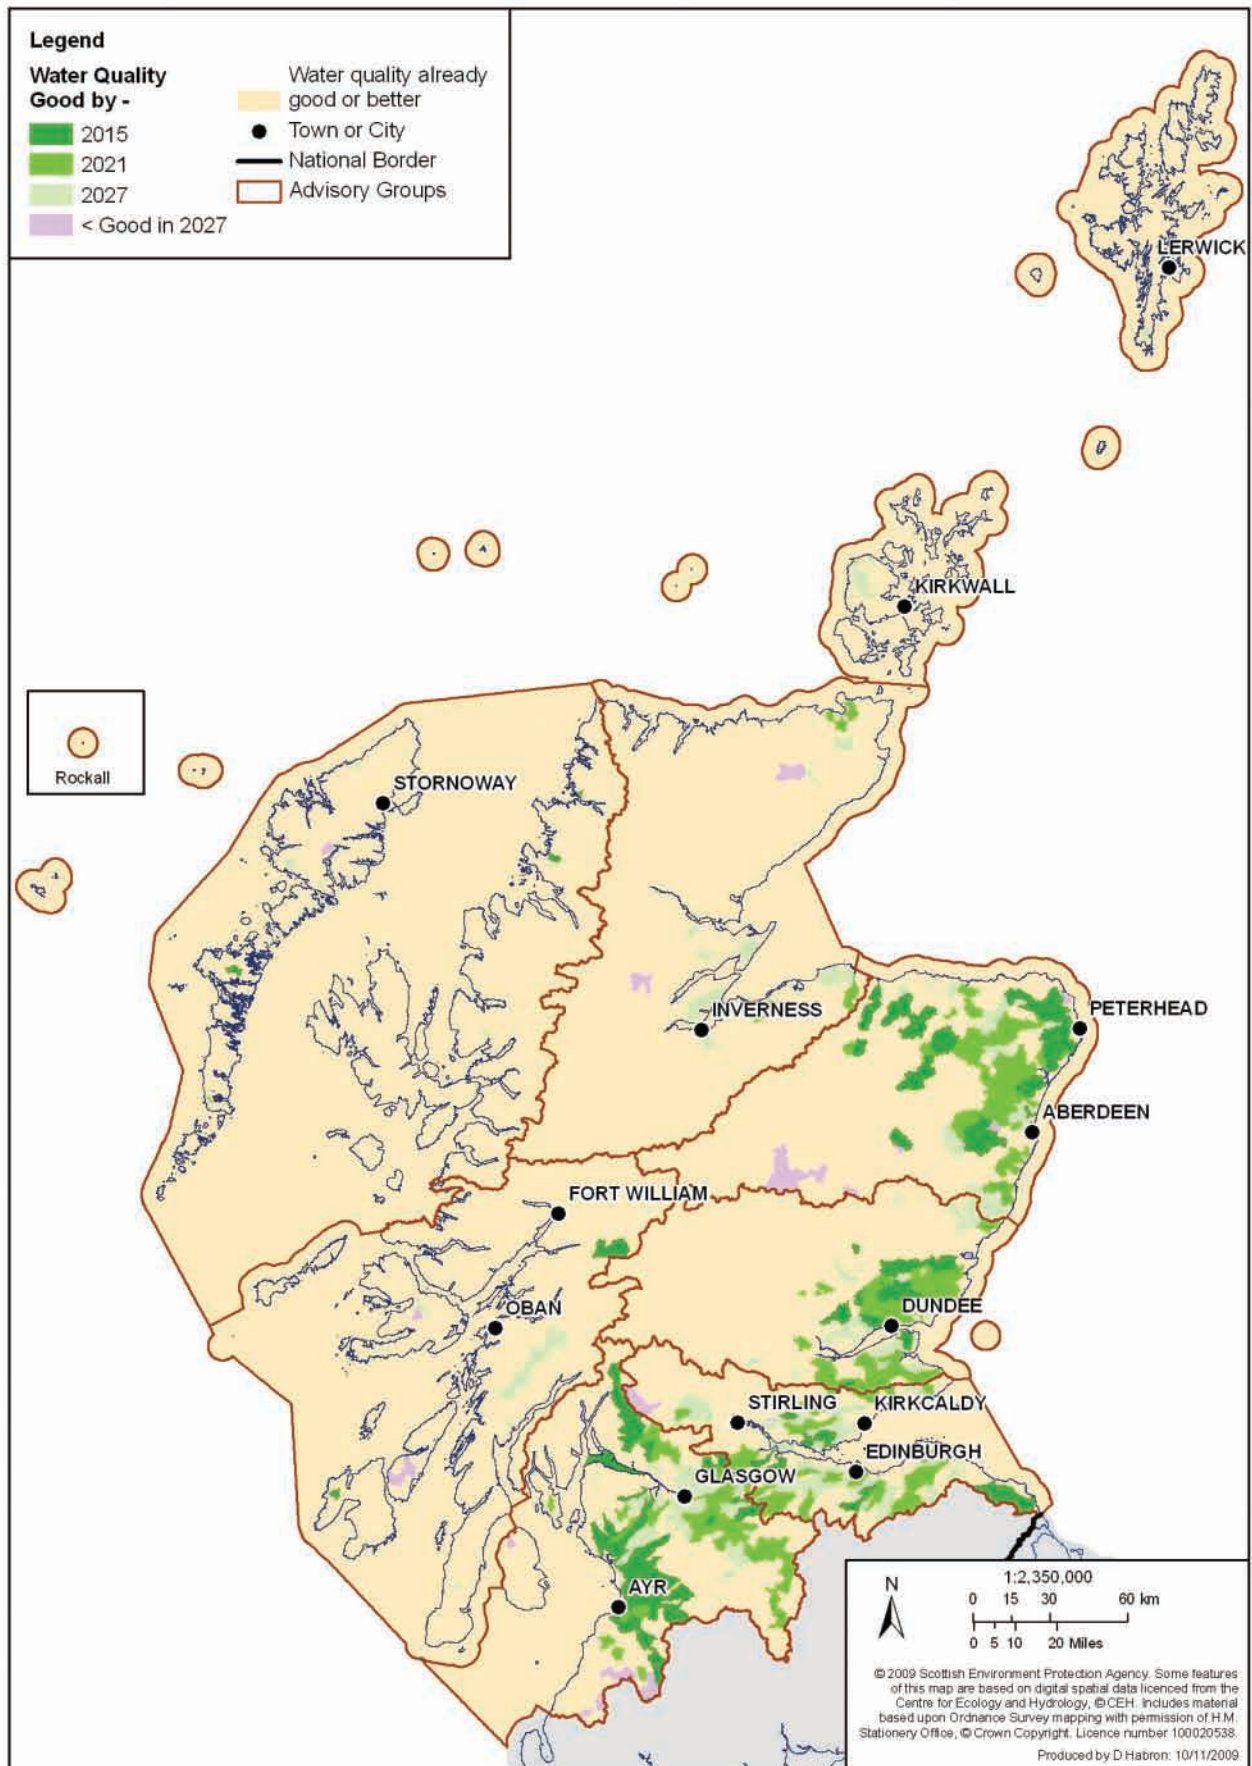 Legend
Water Quality
Good by -
2015
2021
2027
< Good in 2027
Water quality already
good or better
Town or City
National Border
Advisory Groups
LERWICK
KIRKWALL
Rockall
STORNOWAY
INVERNESS
PETERHEAD
ABERDEEN
FORT WILLIAM
OBAN
DUNDEE
STIRLING
KIRKCALDY
EDINBURGH
GLASGOW
AYR
N
1:2,350,000
0 15 30 60 km
0 5 10 20 Miles
© 2009 Scottish Environment Protection Agency. Some features
of this map are based on digital spatial data licenced from the
Centre for Ecology and Hydrology, © CEH. Includes material
based upon Ordnance Survey mapping with permission of H.M.
Stationery Office, © Crown Copyright. Licence number 100020538.
Produced by D Habron: 10/11/2009